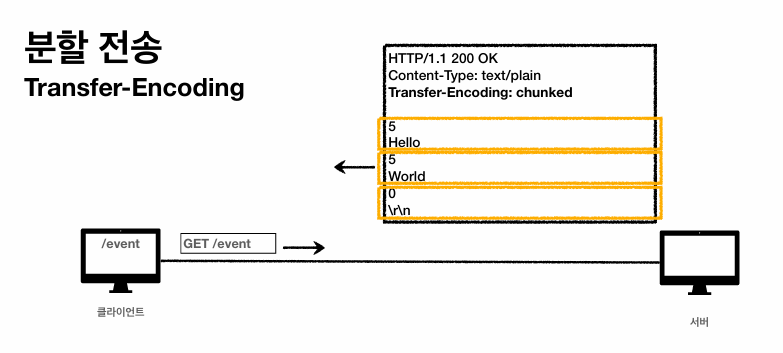 분할 전송
Transfer-Encoding
HTTP/1.1 200 OK
Content-Type: text/plain
Transfer-Encoding: chunked
5
Hello
5
World
0
\r\n
/event
GET /event
클라이언트
서버